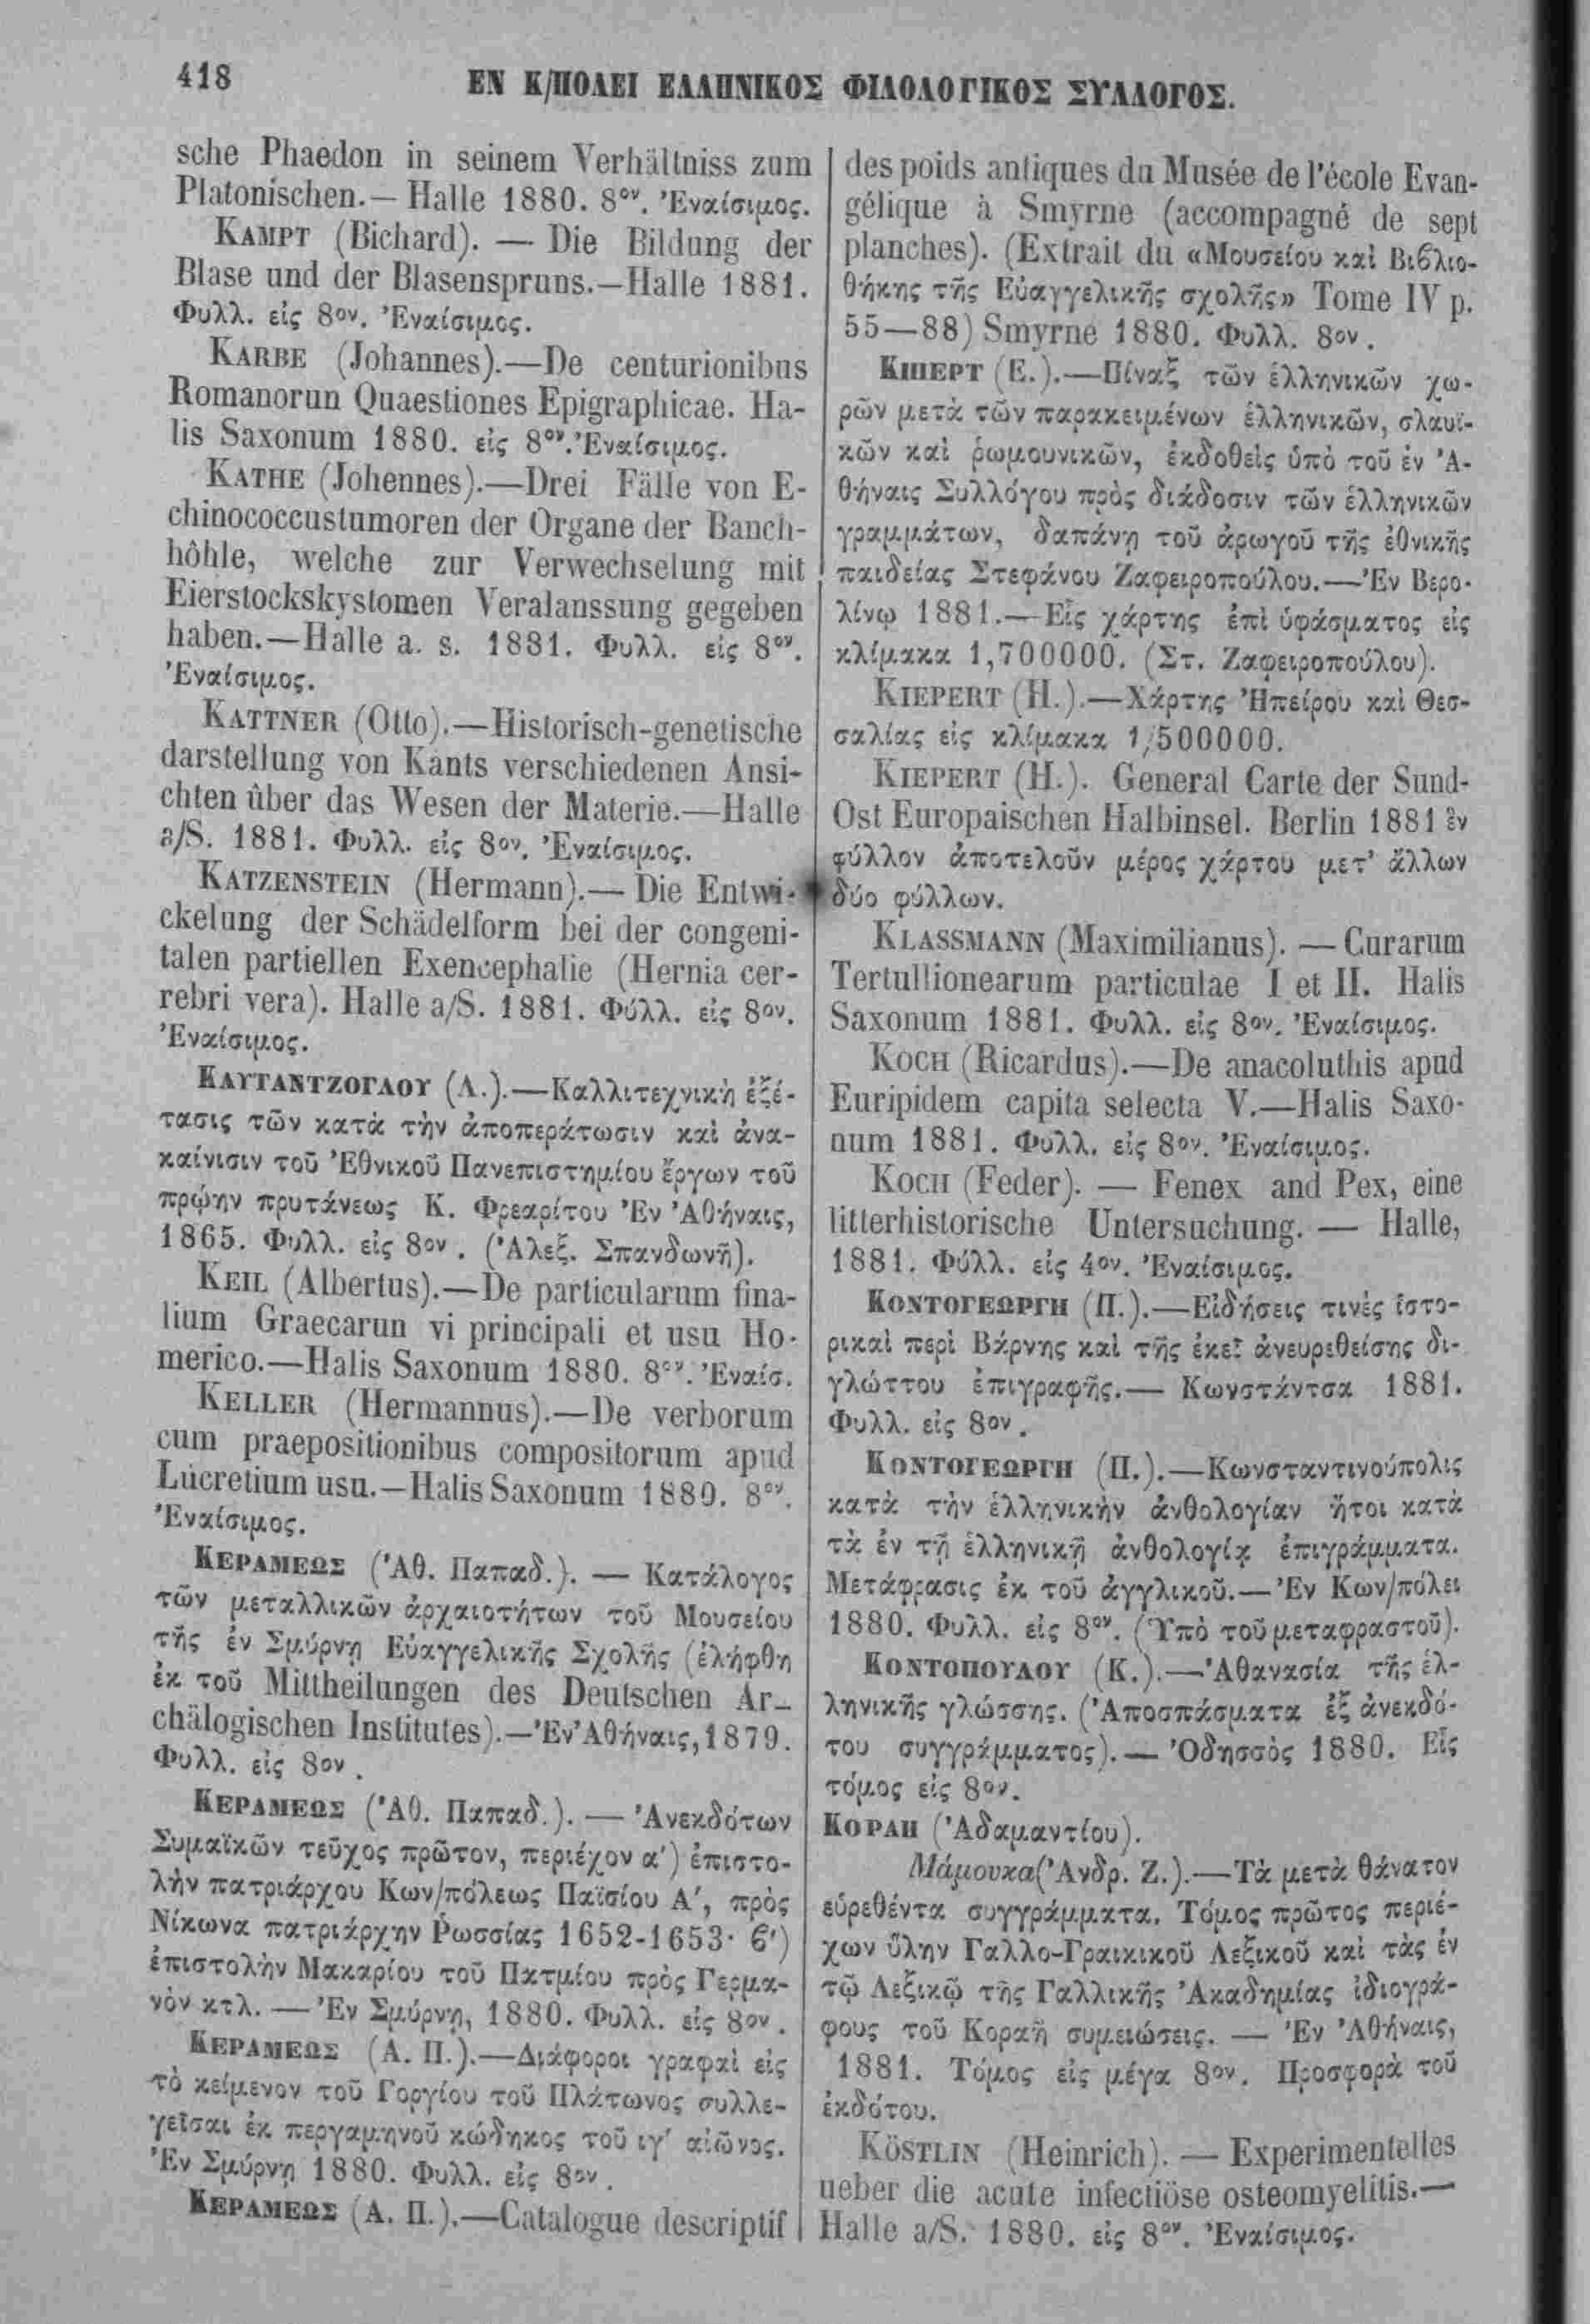 418
ΕΝ Κ/ΠΟΛΕΙ ΕΛΛΗΝΙΚΟΣ ΦΙΛΟΛΟΓΙΚΟΣ ΣΥΛΛΟΓΟΣ.
sche Phaedon in seinem Verhältniss zum
Platonischen.— Halle 1880. 8ον. Ἐναίσιμος.
KAMPT (Bichard). — Die Bildung der
Blase und der Blasenspruns.—Halle 1881.
Φυλλ. εἰς 8ον. Ἐναίσιμος.
KARBE (Johannes).—De centurionibus
Romanorun Quaestiones Epigraphicae. Ha-
lis Saxonum 1880. εἰς 8ον. Ἐναίσιμος.
KATHE (Johennes).—Drei Fälle von E-
chinococcustumoren der Organe der Banch-
hôhle, welche zur Verwechselung mit
Eierstockskystomen Veralanssung gegeben
haben.—Halle a. s. 1881. Φυλλ. εἰς 8ον.
Ἐναίσιμος.
KATTNER (Otto).—Historisch-genetische
darstellung von Kants verschiedenen Ansi-
chten ûber das Wesen der Materie.—Halle
a/S. 1881. Φυλλ. εἰς 8ον. Ἐναίσιμος.
KATZENSTEIN (Hermann).— Die Entwi-
ckelung der Schädelform bei der congeni-
talen partiellen Exencephalie (Hernia cer-
rebri vera). Halle a/S. 1881. Φύλλ. εἰς 8ον.
Ἐναίσιμος.
ΚΑΥΤΑΝΤΖΟΓΛΟΥ (Λ.).—Καλλιτεχνικὴ ἐξέ-
τασις τῶν κατὰ τὴν ἀποπεράτωσιν καὶ ἀνα-
καίνισιν τοῦ Ἐθνικοῦ Πανεπιστημίου ἔργων τοῦ
πρῴην πρυτάνεως Κ. Φρεαρίτου Ἐν Ἀθήναις,
1865. Φυλλ. εἰς 8ον. (Ἀλεξ. Σπανδωνῆ).
KEIL (Albertus).—De particularum fina-
lium Graecarun vi principali et usu Ho-
merico.—Halis Saxonum 1880. 8ον. Ἐναίσ.
KELLER (Hermannus).—De verborum
cum praepositionibus compositorum apud
Lucretium usu.—Halis Saxonum 1880. 8ον.
Ἐναίσιμος.
ΚΕΡΑΜΕΩΣ (Ἀθ. Παπαδ.). — Κατάλογος
τῶν μεταλλικῶν ἀρχαιοτήτων τοῦ Μουσείου
τῆς ἐν Σμύρνῃ Εὐαγγελικῆς Σχολῆς (ἐλήφθη
ἐκ τοῦ Mittheilungen des Deutschen Ar-
chälogischen Institutes).—Ἐν Ἀθήναις, 1879.
Φυλλ. εἰς 8ον.
ΚΕΡΑΜΕΩΣ (Ἀθ. Παπαδ.). — Ἀνεκδότων
Συμαϊκῶν τεῦχος πρῶτον, περιέχον α') ἐπιστο-
λὴν πατριάρχου Κων/πόλεως Παϊσίου Α', πρὸς
Νίκωνα πατριάρχην Ῥωσσίας 1652-1653· ϐ')
ἐπιστολὴν Μακαρίου τοῦ Πατμίου πρὸς Γερμα-
νὸν κτλ. — Ἐν Σμύρνῃ, 1880. Φυλλ. εἰς 8ον.
ΚΕΡΑΜΕΩΣ (Α. Π.).—Διάφοροι γραφαὶ εἰς
τὸ κείμενον τοῦ Γοργίου τοῦ Πλάτωνος συλλε-
γεῖσαι ἐκ περγαμηνοῦ κώδηκος τοῦ ιγ' αἰῶνος.
Ἐν Σμύρνῃ 1880. Φυλλ. εἰς 8ον.
ΚΕΡΑΜΕΩΣ (Α. Π.).—Catalogue descriptif
des poids antiques du Musée de l'école Evan-
gélique à Smyrne (accompagné de sept
planches). (Extrait du «Μουσείου καὶ Βιϐλιο-
θήκης τῆς Εὐαγγελικῆς σχολῆς» Tome IV p.
55—88) Smyrne 1880. Φυλλ. 8ον.
ΚΙΠΕΡΤ (Ε.).—Πίναξ τῶν ἑλληνικῶν χω-
ρῶν μετὰ τῶν παρακειμένων ἑλληνικῶν, σλαυϊ-
κῶν καὶ ῥωμουνικῶν, ἐκδοθεὶς ὑπὸ τοῦ ἐν Ἀ-
θήναις Συλλόγου πρὸς διάδοσιν τῶν ἑλληνικῶν
γραμμάτων, δαπάνῃ τοῦ ἀρωγοῦ τῆς ἐθνικῆς
παιδείας Στεφάνου Ζαφειροπούλου.—Ἐν Βερο-
λίνῳ 1881.—Εἷς χάρτης ἐπὶ ὑφάσματος εἰς
κλίμακα 1,700000. (Στ. Ζαφειροπούλου).
KIEPERT (H.).—Χάρτης Ἠπείρου καὶ Θεσ-
σαλίας εἰς κλίμακα 1/500000.
KIEPERT (H.). General Carte der Sund-
Ost Europaischen Halbinsel. Berlin 1881 ἓν
φύλλον ἀποτελοῦν μέρος χάρτου μετ' ἄλλων
δύο φύλλων.
KLASSMANN (Maximilianus). — Curarum
Tertullionearum particulae I et II. Halis
Saxonum 1881. Φυλλ. εἰς 8ον. Ἐναίσιμος.
KOCH (Ricardus).—De anacoluthis apud
Euripidem capita selecta V.—Halis Saxo-
num 1881. Φυλλ. εἰς 8ον. Ἐναίσιμος.
KOCH (Feder). — Fenex and Pex, eine
litterhistorische Untersuchung. — Halle,
1881. Φύλλ. εἰς 4ον. Ἐναίσιμος.
ΚΟΝΤΟΓΕΩΡΓΗ (Π.).—Εἰδήσεις τινὲς ἱστο-
ρικαὶ περὶ Βάρνης καὶ τῆς ἐκεῖ ἀνευρεθείσης δι-
γλώττου ἐπιγραφῆς.— Κωνστάντσα 1881.
Φυλλ. εἰς 8ον.
ΚΟΝΤΟΓΕΩΡΓΗ (Π.).—Κωνσταντινούπολις
κατὰ τὴν ἑλληνικὴν ἀνθολογίαν ἤτοι κατὰ
τὰ ἐν τῇ ἑλληνικῇ ἀνθολογίᾳ ἐπιγράμματα.
Μετάφρασις ἐκ τοῦ ἀγγλικοῦ.—Ἐν Κων/πόλει
1880. Φυλλ. εἰς 8ον. (Ὑπὸ τοῦ μεταφραστοῦ).
ΚΟΝΤΟΠΟΥΛΟΥ (Κ.).—Ἀθανασία τῆς ἑλ-
ληνικῆς γλώσσης. (Ἀποσπάσματα ἐξ ἀνεκδό-
του συγγράμματος).— Ὀδησσὸς 1880. Εἷς
τόμος εἰς 8ον.
ΚΟΡΑΗ (Ἀδαμαντίου).
Μάμουκα (Ἀνδρ. Ζ.).—Τὰ μετὰ θάνατον
εὑρεθέντα συγγράμματα. Τόμος πρῶτος περιέ-
χων ὕλην Γαλλο-Γραικικοῦ Λεξικοῦ καὶ τὰς ἐν
τῷ Λεξικῷ τῆς Γαλλικῆς Ἀκαδημίας ἰδιογρά-
φους τοῦ Κοραῆ συμειώσεις. — Ἐν Ἀθήναις,
1881. Τόμος εἰς μέγα 8ον. Προσφορὰ τοῦ
ἐκδότου.
KÖSTLIN (Heinrich). — Experimentelles
ueber die acute infectiöse osteomyelitis.—
Halle a/S. 1880. εἰς 8ον. Ἐναίσιμος.